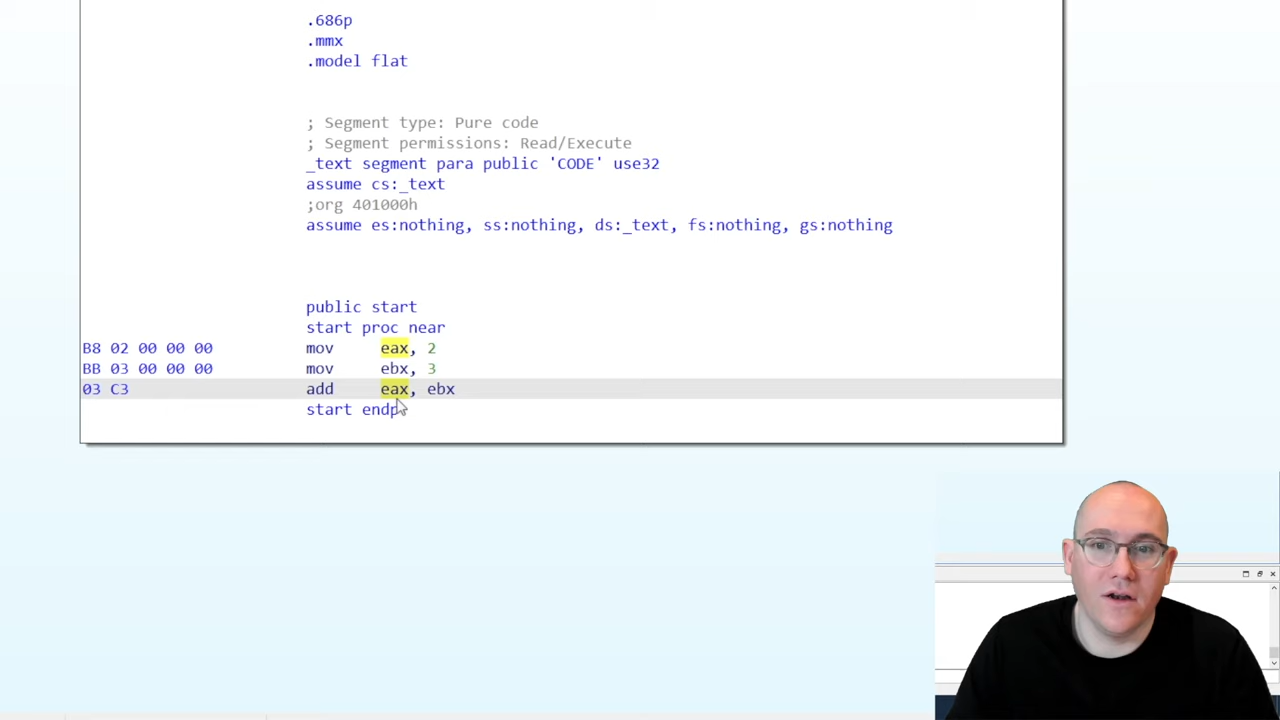 .686p
.mmx
.model flat
; Segment type: Pure code
; Segment permissions: Read/Execute
_text segment para public 'CODE' use32
assume cs:_text
;org 401000h
assume es:nothing, ss:nothing, ds:_text, fs:nothing, gs:nothing
public start
start proc near
B8 02 00 00 00 mov eax, 2
BB 03 00 00 00 mov ebx, 3
03 C3 add eax, ebx
start endp